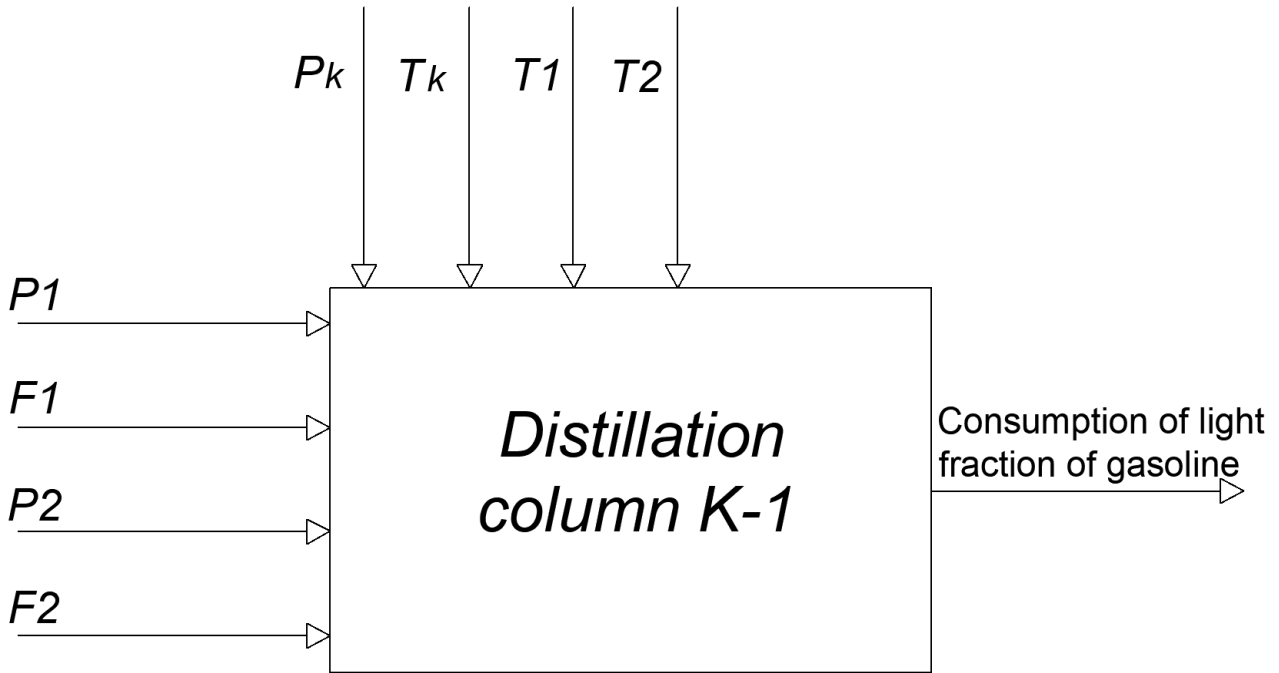 Pk Tk T1 T2
P1
F1
P2
F2
Distillation
column K-1
Consumption of light
fraction of gasoline